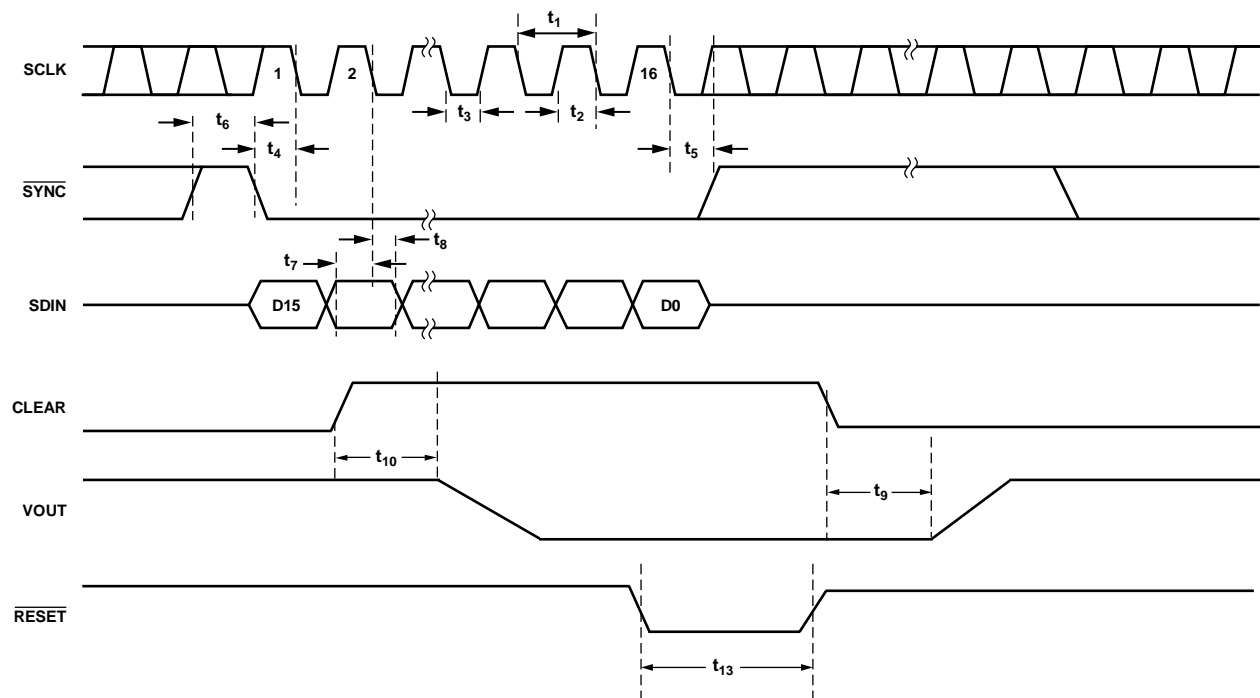 t1
SCLK
1
2
16
t6
t3
t2
t4
t5
SYNC
t8
t7
SDIN
D15
D0
CLEAR
t10
t9
VOUT
RESET
t13